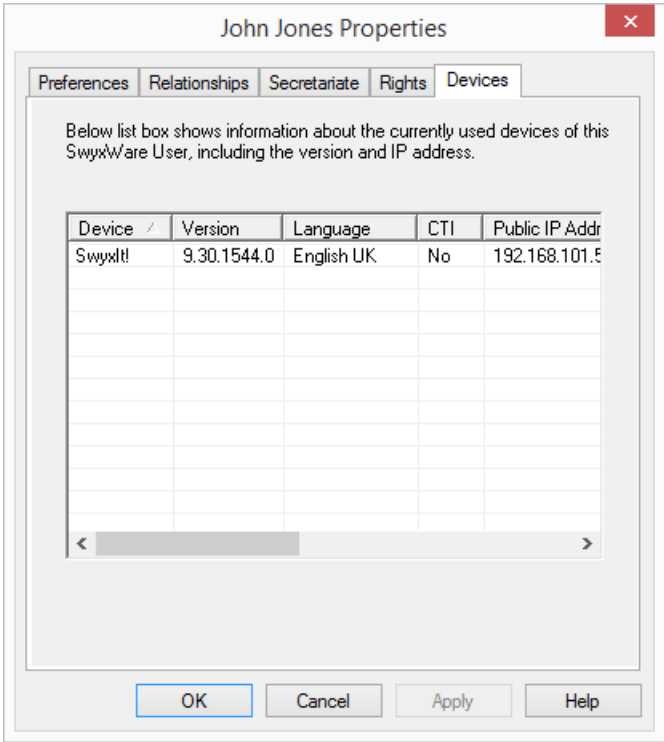 John Jones Properties
Preferences Relationships Secretariate Rights Devices
Below list box shows information about the currently used devices of this
SwyxWare User, including the version and IP address.
Device Version Language CTI Public IP Addr
SwyxIt! 9.30.1544.0 English UK No 192.168.101.5
OK Cancel Apply Help